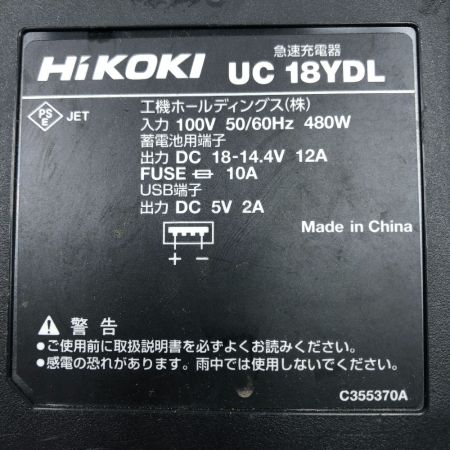 急速充電器
HiKOKI UC 18YDL
PS
E
JET
工機ホールディングス(株)
入力 100V 50/60Hz 480W
蓄電池用端子
出力 DC 18-14.4V 12A
FUSE 10A
USB端子
出力 DC 5V 2A
+ −
Made in China
警告
●ご使用前に取扱説明書を必ずよくお読みください。
●感電の恐れがあります。雨中では使用しないでください。
C355370A